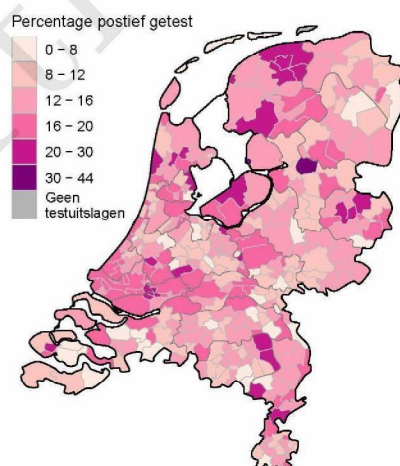 Percentage postief getest
0 – 8
8 – 12
12 – 16
16 – 20
20 – 30
30 – 44
Geen
testuitslagen